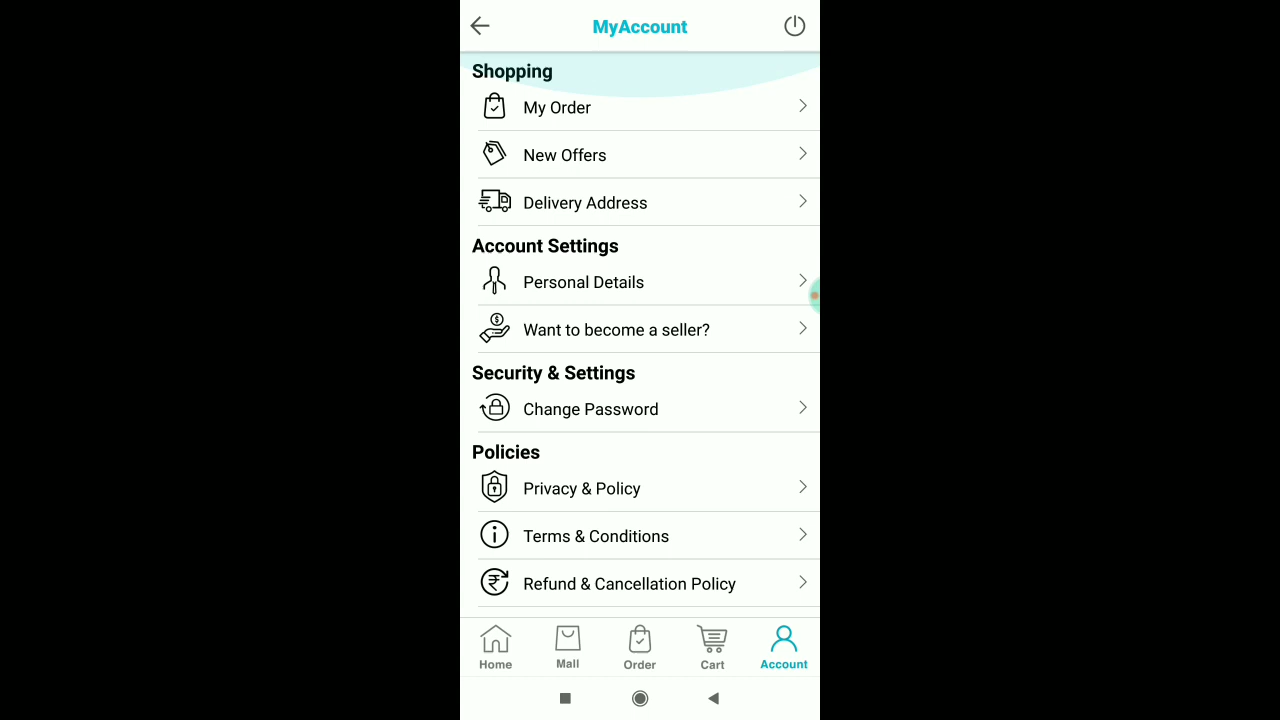 MyAccount
Shopping
My Order
New Offers
Delivery Address
Account Settings
Personal Details
Want to become a seller?
Security & Settings
Change Password
Policies
Privacy & Policy
Terms & Conditions
Refund & Cancellation Policy
Home Mall Order Cart Account